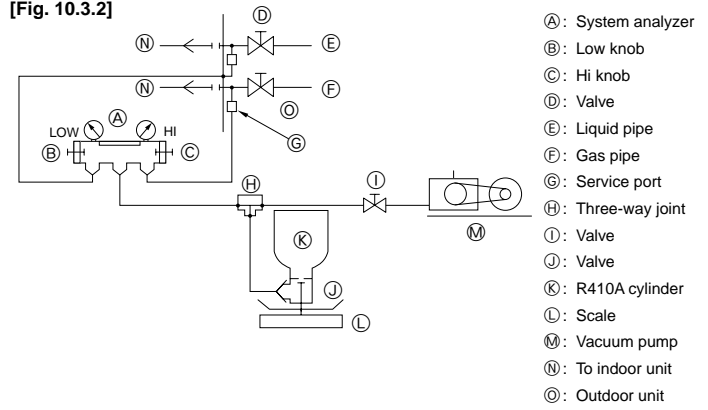 [Fig. 10.3.2]
Ⓓ
Ⓝ Ⓔ
Ⓝ Ⓕ
Ⓞ
Ⓐ
LOW HI
Ⓑ Ⓒ
Ⓖ
Ⓗ Ⓘ
Ⓚ Ⓜ
Ⓙ
Ⓛ
Ⓐ: System analyzer
Ⓑ: Low knob
Ⓒ: Hi knob
Ⓓ: Valve
Ⓔ: Liquid pipe
Ⓕ: Gas pipe
Ⓖ: Service port
Ⓗ: Three-way joint
Ⓘ: Valve
Ⓙ: Valve
Ⓚ: R410A cylinder
Ⓛ: Scale
Ⓜ: Vacuum pump
Ⓝ: To indoor unit
Ⓞ: Outdoor unit